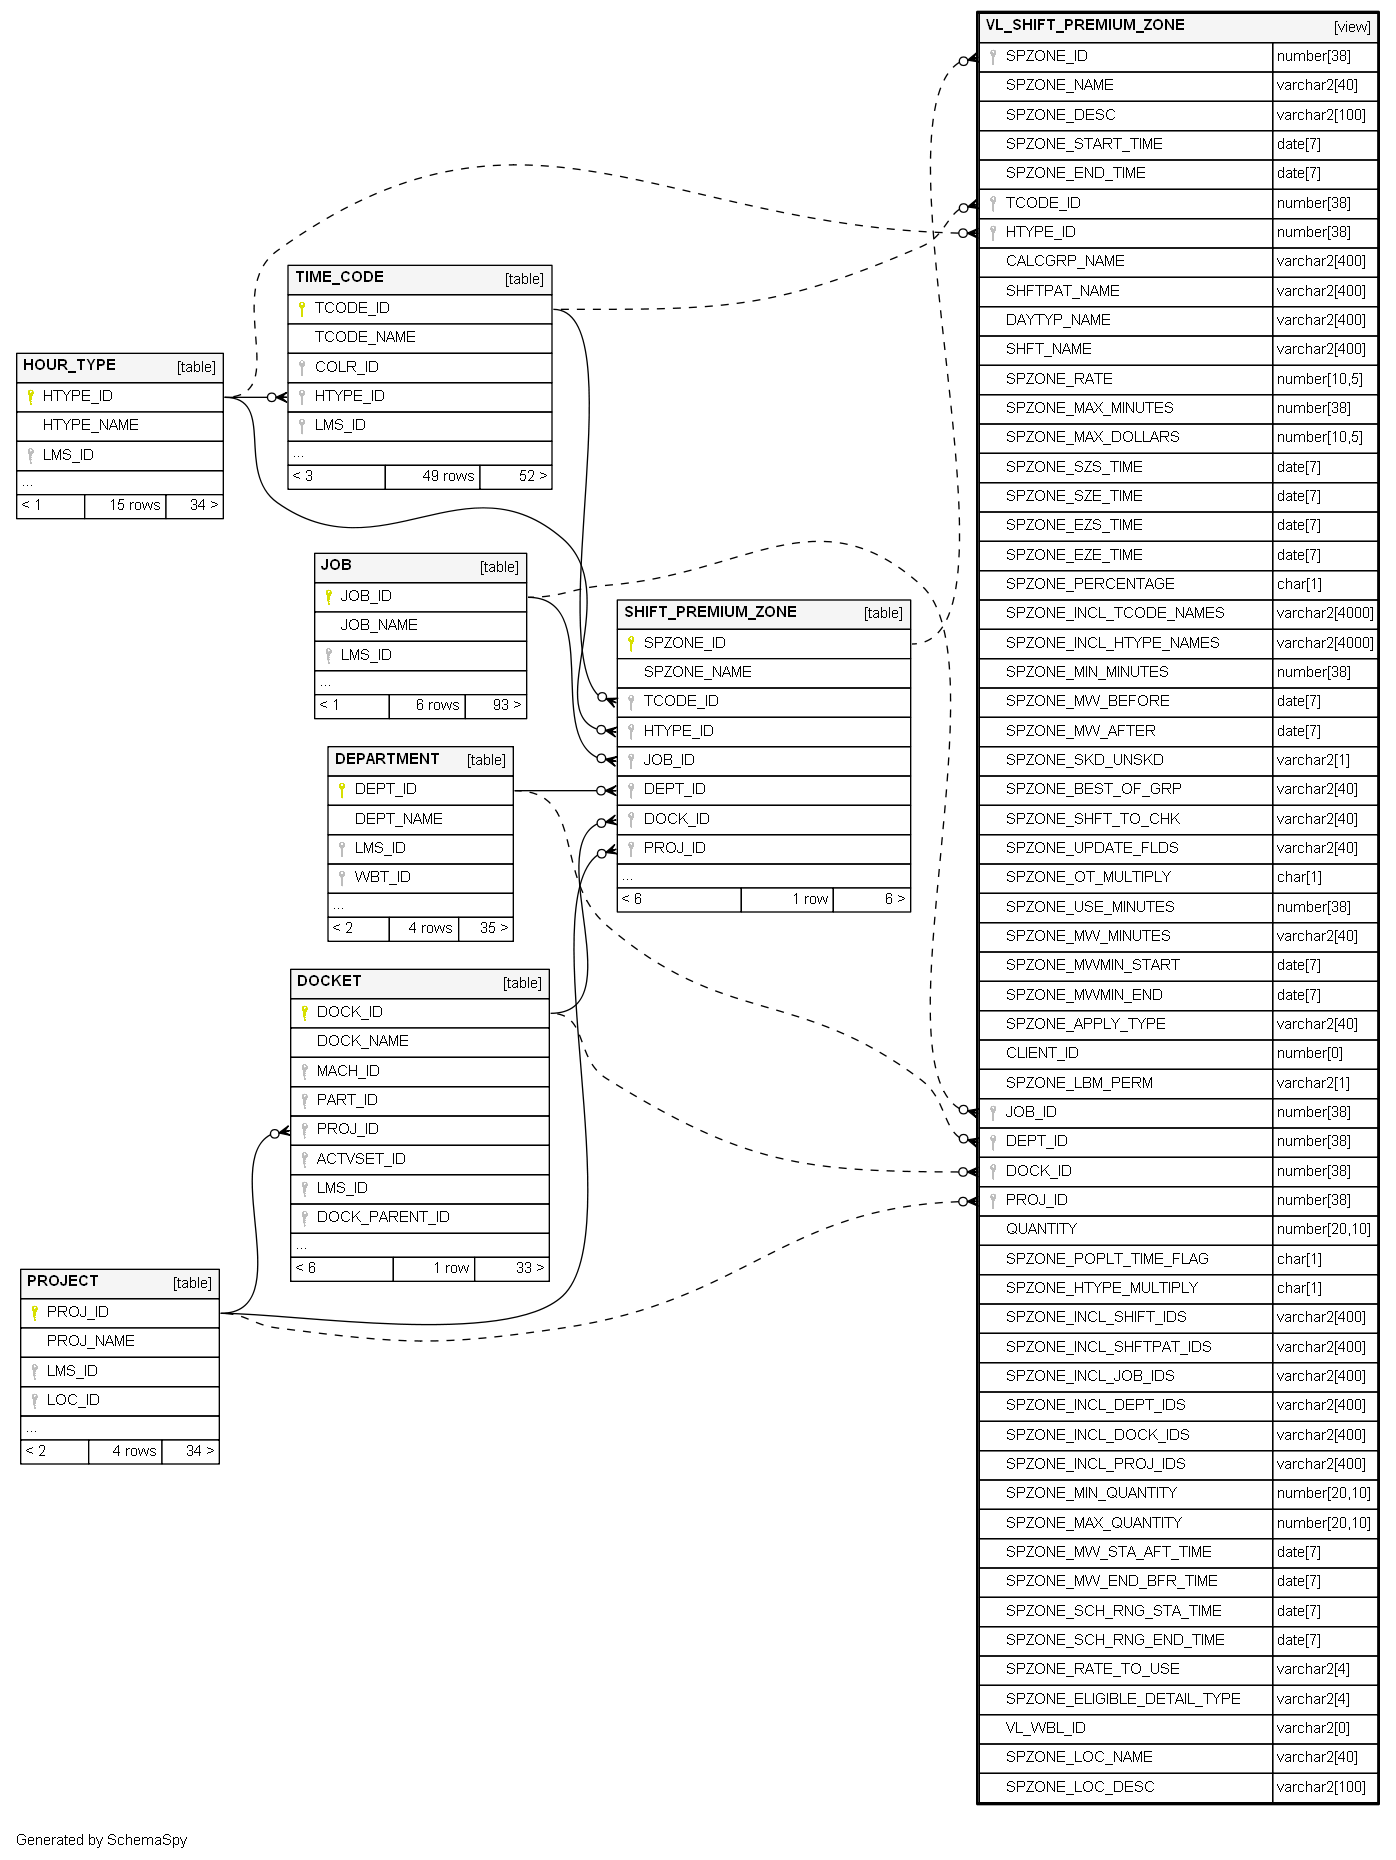 VL_SHIFT_PREMIUM_ZONE [view]
SPZONE_ID number[38]
SPZONE_NAME varchar2[40]
SPZONE_DESC varchar2[100]
SPZONE_START_TIME date[7]
SPZONE_END_TIME date[7]
TCODE_ID number[38]
HTYPE_ID number[38]
CALCGRP_NAME varchar2[400]
SHFTPAT_NAME varchar2[400]
DAYTYP_NAME varchar2[400]
SHFT_NAME varchar2[400]
SPZONE_RATE number[10,5]
SPZONE_MAX_MINUTES number[38]
SPZONE_MAX_DOLLARS number[10,5]
SPZONE_SZS_TIME date[7]
SPZONE_SZE_TIME date[7]
SPZONE_EZS_TIME date[7]
SPZONE_EZE_TIME date[7]
SPZONE_PERCENTAGE char[1]
SPZONE_INCL_TCODE_NAMES varchar2[4000]
SPZONE_INCL_HTYPE_NAMES varchar2[4000]
SPZONE_MIN_MINUTES number[38]
SPZONE_MW_BEFORE date[7]
SPZONE_MW_AFTER date[7]
SPZONE_SKD_UNSKD varchar2[1]
SPZONE_BEST_OF_GRP varchar2[40]
SPZONE_SHFT_TO_CHK varchar2[40]
SPZONE_UPDATE_FLDS varchar2[40]
SPZONE_OT_MULTIPLY char[1]
SPZONE_USE_MINUTES number[38]
SPZONE_MW_MINUTES varchar2[40]
SPZONE_MWMIN_START date[7]
SPZONE_MWMIN_END date[7]
SPZONE_APPLY_TYPE varchar2[40]
CLIENT_ID number[0]
SPZONE_LBM_PERM varchar2[1]
JOB_ID number[38]
DEPT_ID number[38]
DOCK_ID number[38]
PROJ_ID number[38]
QUANTITY number[20,10]
SPZONE_POPLT_TIME_FLAG char[1]
SPZONE_HTYPE_MULTIPLY char[1]
SPZONE_INCL_SHIFT_IDS varchar2[400]
SPZONE_INCL_SHFTPAT_IDS varchar2[400]
SPZONE_INCL_JOB_IDS varchar2[400]
SPZONE_INCL_DEPT_IDS varchar2[400]
SPZONE_INCL_DOCK_IDS varchar2[400]
SPZONE_INCL_PROJ_IDS varchar2[400]
SPZONE_MIN_QUANTITY number[20,10]
SPZONE_MAX_QUANTITY number[20,10]
SPZONE_MW_STA_AFT_TIME date[7]
SPZONE_MW_END_BFR_TIME date[7]
SPZONE_SCH_RNG_STA_TIME date[7]
SPZONE_SCH_RNG_END_TIME date[7]
SPZONE_RATE_TO_USE varchar2[4]
SPZONE_ELIGIBLE_DETAIL_TYPE varchar2[4]
VL_WBL_ID varchar2[0]
SPZONE_LOC_NAME varchar2[40]
SPZONE_LOC_DESC varchar2[100]
TIME_CODE [table]
TCODE_ID
TCODE_NAME
COLR_ID
HTYPE_ID
LMS_ID
...
< 3 49 rows 52 >
HOUR_TYPE [table]
HTYPE_ID
HTYPE_NAME
LMS_ID
...
< 1 15 rows 34 >
JOB [table]
JOB_ID
JOB_NAME
LMS_ID
...
< 1 6 rows 93 >
SHIFT_PREMIUM_ZONE [table]
SPZONE_ID
SPZONE_NAME
TCODE_ID
HTYPE_ID
JOB_ID
DEPT_ID
DOCK_ID
PROJ_ID
...
< 6 1 row 6 >
DEPARTMENT [table]
DEPT_ID
DEPT_NAME
LMS_ID
WBT_ID
...
< 2 4 rows 35 >
DOCKET [table]
DOCK_ID
DOCK_NAME
MACH_ID
PART_ID
PROJ_ID
ACTVSET_ID
LMS_ID
DOCK_PARENT_ID
...
< 6 1 row 33 >
PROJECT [table]
PROJ_ID
PROJ_NAME
LMS_ID
LOC_ID
...
< 2 4 rows 34 >
Generated by SchemaSpy